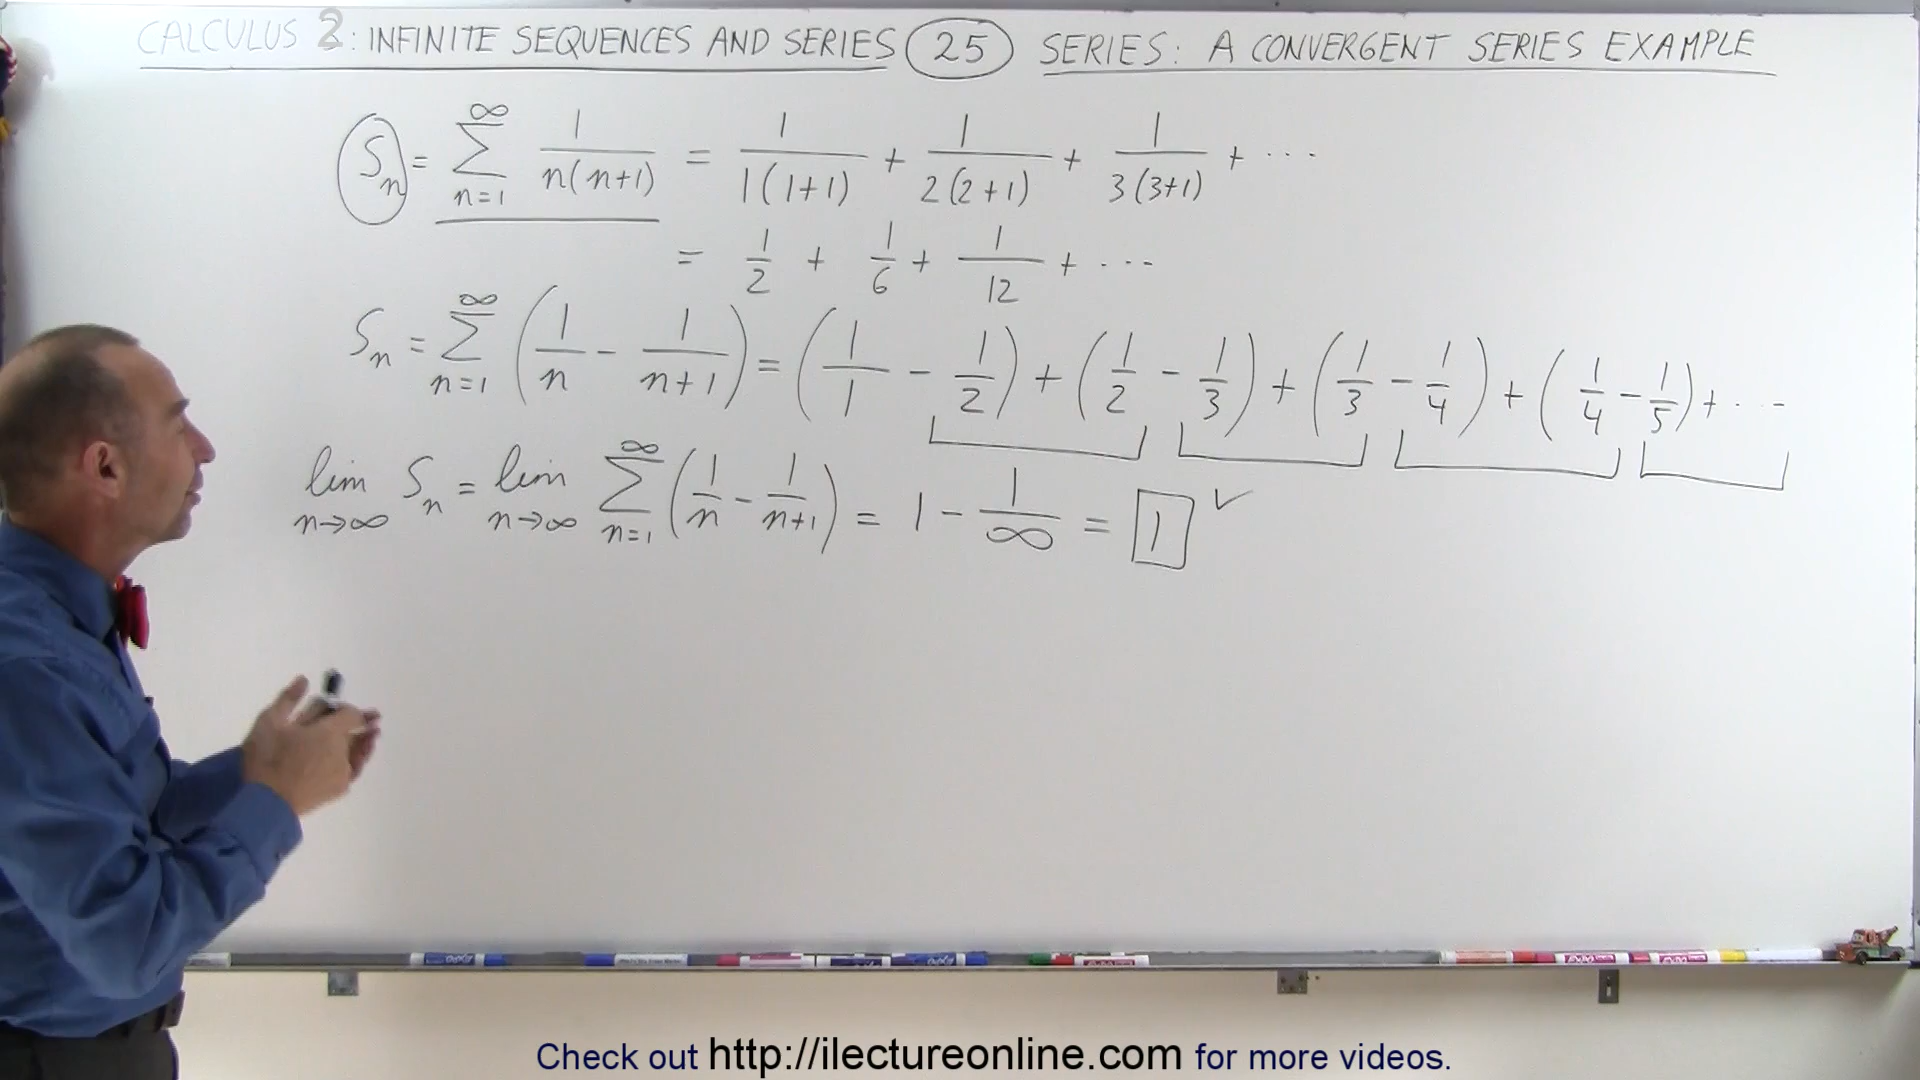 CALCULUS 2: INFINITE SEQUENCES AND SERIES (25) SERIES: A CONVERGENT SERIES EXAMPLE
Sₙ = ∑_{n=1}^{∞} 1/(n(n+1)) = 1/(1(1+1)) + 1/(2(2+1)) + 1/(3(3+1)) + ···
= 1/2 + 1/6 + 1/12 + ···
Sₙ = ∑_{n=1}^{∞} (1/n - 1/(n+1)) = (1/1 - 1/2) + (1/2 - 1/3) + (1/3 - 1/4) + (1/4 - 1/5) + ···
lim_{n→∞} Sₙ = lim_{n→∞} ∑_{n=1}^{∞} (1/n - 1/(n+1)) = 1 - 1/∞ = 1 ✓
Check out http://ilectureonline.com for more videos.